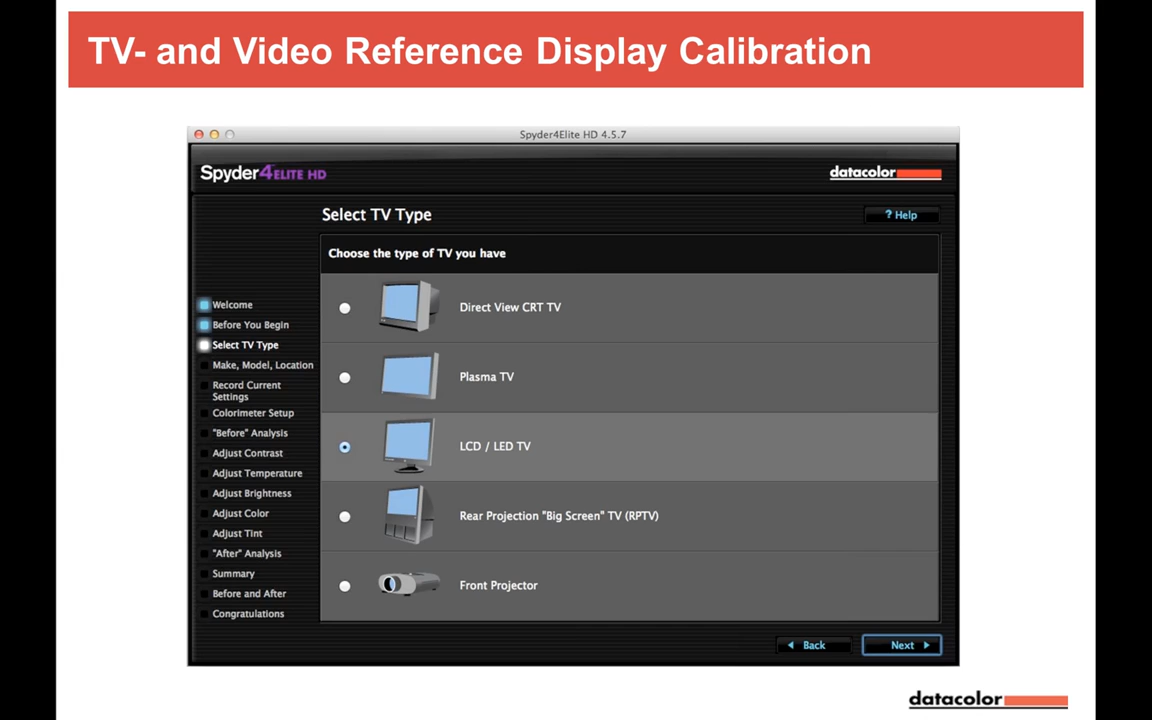 TV- and Video Reference Display Calibration
Spyder4Elite HD 4.5.7
Spyder4ELITE HD
datacolor
Select TV Type
? Help
Choose the type of TV you have
Welcome
Before You Begin
Select TV Type
Make, Model, Location
Record Current
Settings
Colorimeter Setup
"Before" Analysis
Adjust Contrast
Adjust Temperature
Adjust Brightness
Adjust Color
Adjust Tint
"After" Analysis
Summary
Before and After
Congratulations
Direct View CRT TV
Plasma TV
LCD / LED TV
Rear Projection "Big Screen" TV (RPTV)
Front Projector
Back
Next
datacolor